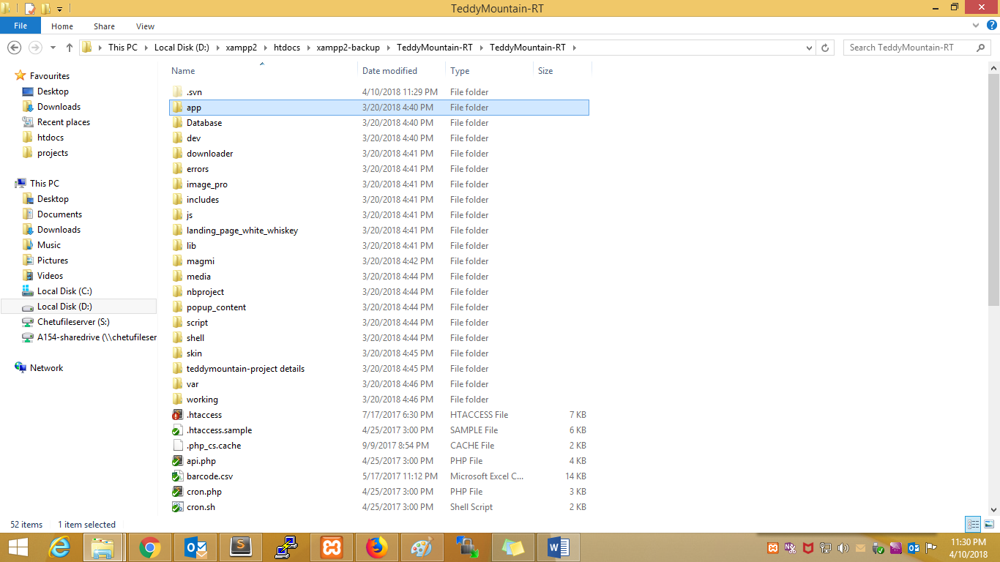 TeddyMountain-RT
File Home Share View
This PC Local Disk (D:) xampp2 htdocs xampp2-backup TeddyMountain-RT TeddyMountain-RT Search TeddyMountain-RT
Favourites
Desktop
Downloads
Recent places
htdocs
projects
This PC
Desktop
Documents
Downloads
Music
Pictures
Videos
Local Disk (C:)
Local Disk (D:)
Chetufileserver (S:)
A154-sharedrive (\\chetufileser
Network
Name Date modified Type Size
.svn 4/10/2018 11:29 PM File folder
app 3/20/2018 4:40 PM File folder
Database 3/20/2018 4:40 PM File folder
dev 3/20/2018 4:40 PM File folder
downloader 3/20/2018 4:41 PM File folder
errors 3/20/2018 4:41 PM File folder
image_pro 3/20/2018 4:41 PM File folder
includes 3/20/2018 4:41 PM File folder
js 3/20/2018 4:41 PM File folder
landing_page_white_whiskey 3/20/2018 4:41 PM File folder
lib 3/20/2018 4:41 PM File folder
magmi 3/20/2018 4:42 PM File folder
media 3/20/2018 4:44 PM File folder
nbproject 3/20/2018 4:44 PM File folder
popup_content 3/20/2018 4:44 PM File folder
script 3/20/2018 4:44 PM File folder
shell 3/20/2018 4:44 PM File folder
skin 3/20/2018 4:45 PM File folder
teddymountain-project details 3/20/2018 4:45 PM File folder
var 3/20/2018 4:46 PM File folder
working 3/20/2018 4:46 PM File folder
.htaccess 7/17/2017 6:30 PM HTACCESS File 7 KB
.htaccess.sample 4/25/2017 3:00 PM SAMPLE File 6 KB
.php_cs.cache 9/9/2017 8:54 PM CACHE File 2 KB
api.php 4/25/2017 3:00 PM PHP File 4 KB
barcode.csv 5/17/2017 11:12 PM Microsoft Excel C... 14 KB
cron.php 4/25/2017 3:00 PM PHP File 3 KB
cron.sh 4/25/2017 3:00 PM Shell Script 2 KB
52 items 1 item selected
11:30 PM
4/10/2018